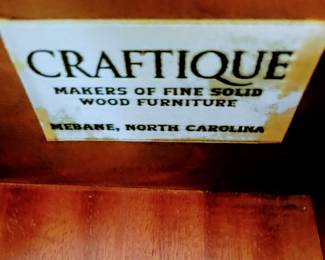 CRAFTIQUE
MAKERS OF FINE SOLID
WOOD FURNITURE
MEBANE, NORTH CAROLINA